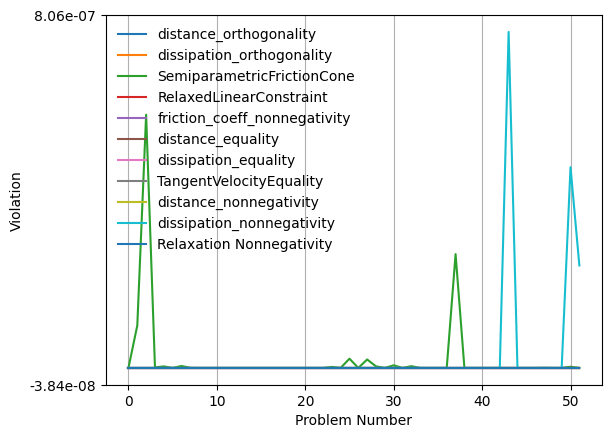 8.06e-07
distance_orthogonality
dissipation_orthogonality
SemiparametricFrictionCone
RelaxedLinearConstraint
friction_coeff_nonnegativity
distance_equality
dissipation_equality
TangentVelocityEquality
distance_nonnegativity
dissipation_nonnegativity
Relaxation Nonnegativity
Violation
-3.84e-08
0 10 20 30 40 50
Problem Number